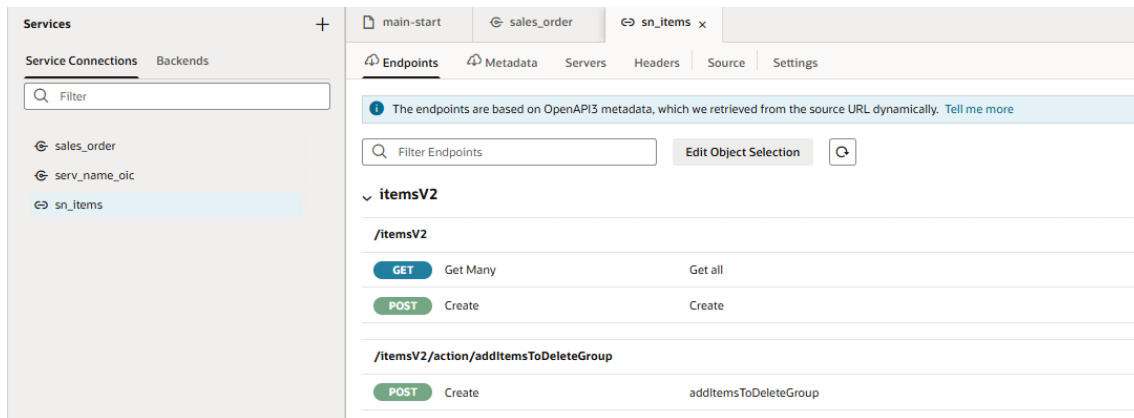 Services
Service Connections Backends
Filter
sales_order
serv_name_oic
sn_items
main-start sales_order sn_items x
Endpoints Metadata Servers Headers Source Settings
The endpoints are based on OpenAPI3 metadata, which we retrieved from the source URL dynamically. Tell me more
Filter Endpoints Edit Object Selection
itemsV2
/itemsV2
GET Get Many Get all
POST Create Create
/itemsV2/action/addItemsToDeleteGroup
POST Create addItemsToDeleteGroup